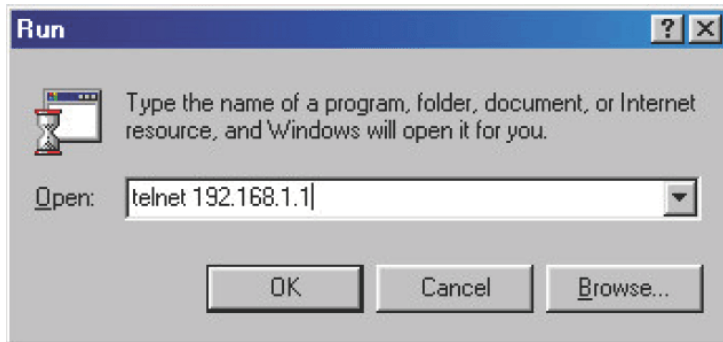 Run
Type the name of a program, folder, document, or Internet
resource, and Windows will open it for you.
Open: telnet 192.168.1.1
OK Cancel Browse...